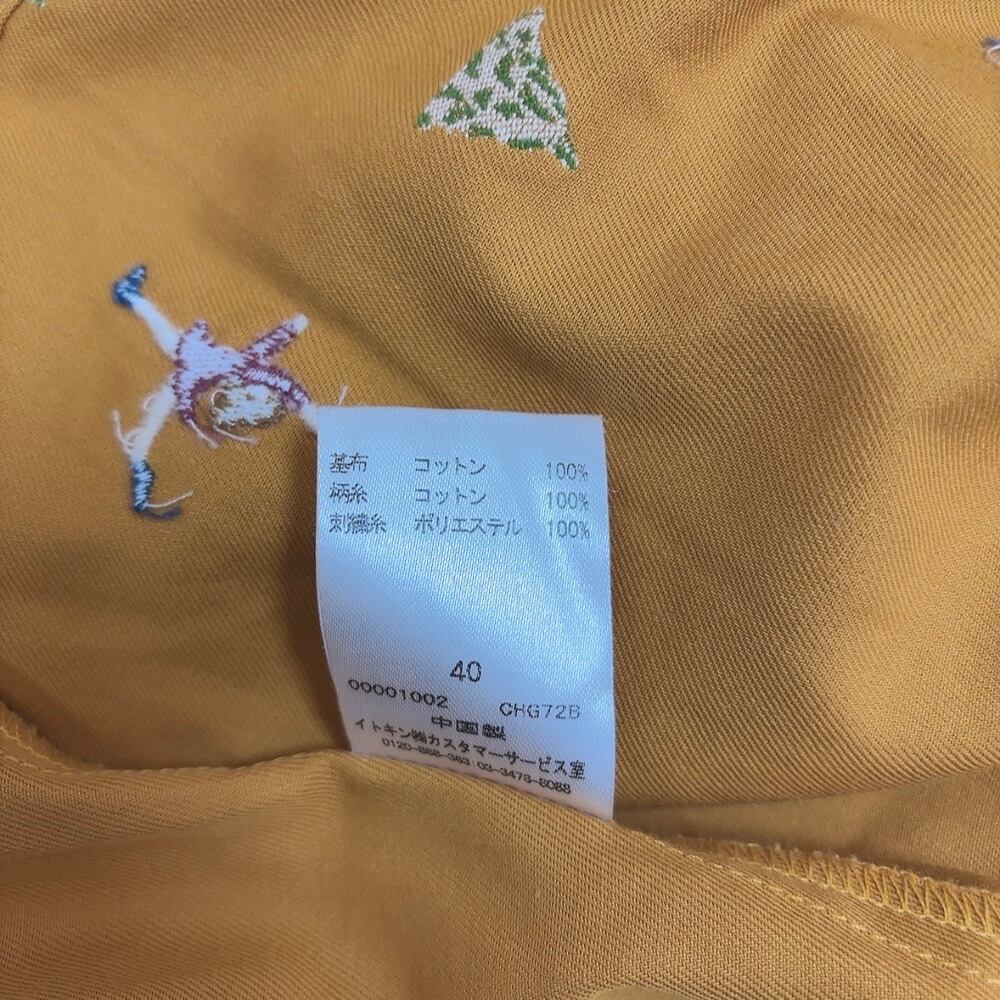 基布 コットン 100%
柄糸 コットン 100%
刺繍糸 ポリエステル 100%
40
00001002 CHG72B
中国製
イトキン㈱カスタマーサービス室
0120-888-363 03-3478-8088